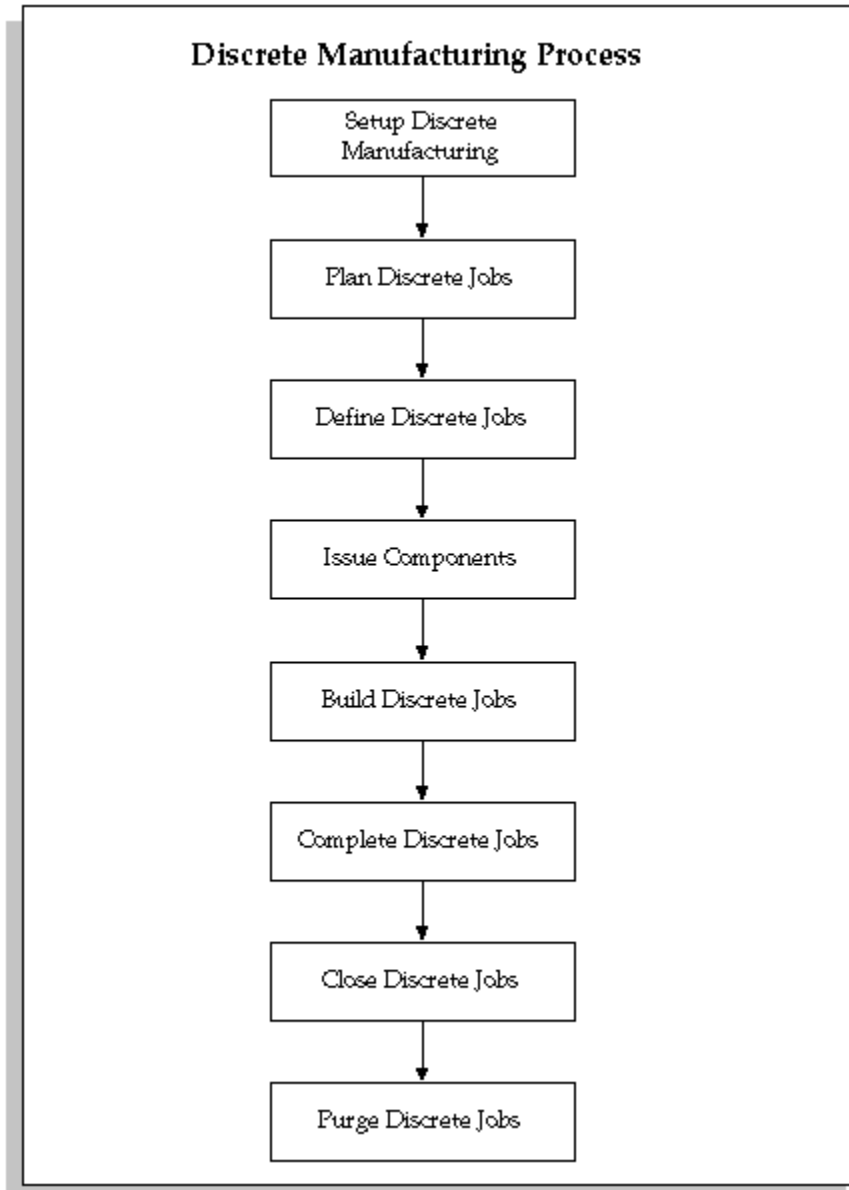 Discrete Manufacturing Process
Setup Discrete
Manufacturing
Plan Discrete Jobs
Define Discrete Jobs
Issue Components
Build Discrete Jobs
Complete Discrete Jobs
Close Discrete Jobs
Purge Discrete Jobs